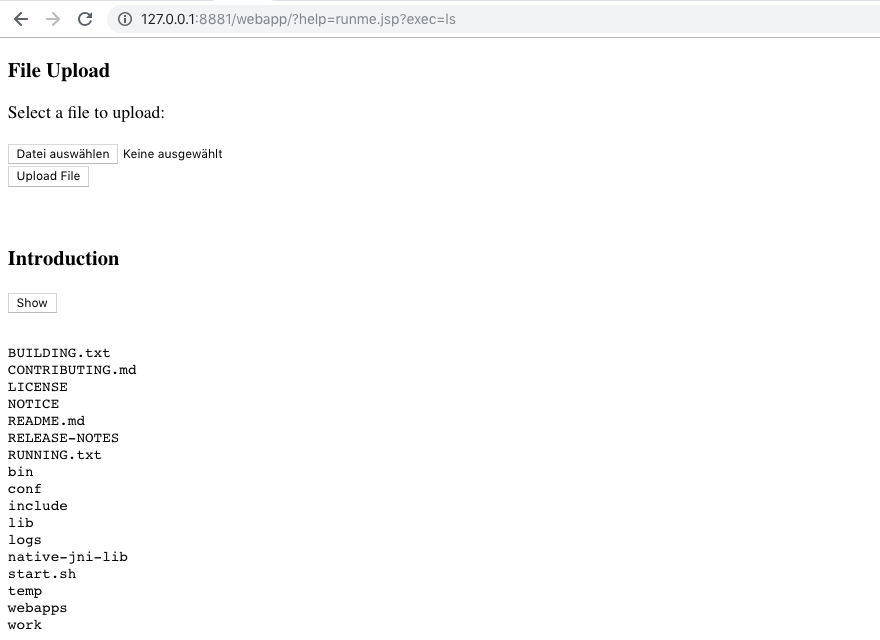 127.0.0.1:8881/webapp/?help=runme.jsp?exec=ls
File Upload
Select a file to upload:
Datei auswählen Keine ausgewählt
Upload File
Introduction
Show
BUILDING.txt
CONTRIBUTING.md
LICENSE
NOTICE
README.md
RELEASE-NOTES
RUNNING.txt
bin
conf
include
lib
logs
native-jni-lib
start.sh
temp
webapps
work